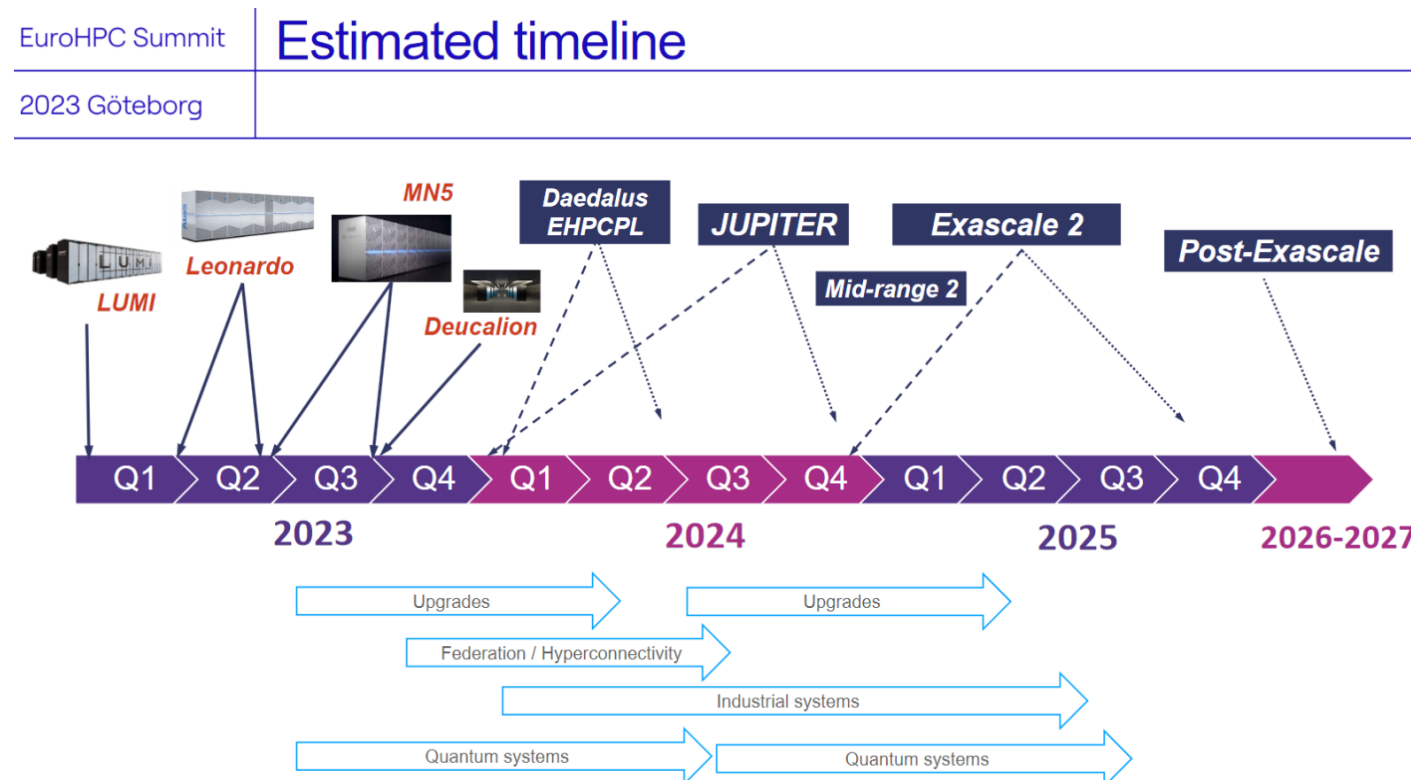 EuroHPC Summit
Estimated timeline
2023 Göteborg
LUMI
LUMI
Atos
Leonardo
MN5
Deucalion
Daedalus
EHPCPL
JUPITER
Mid-range 2
Exascale 2
Post-Exascale
Q1 Q2 Q3 Q4 Q1 Q2 Q3 Q4 Q1 Q2 Q3 Q4
2023 2024 2025 2026-2027
Upgrades Upgrades
Federation / Hyperconnectivity
Industrial systems
Quantum systems Quantum systems